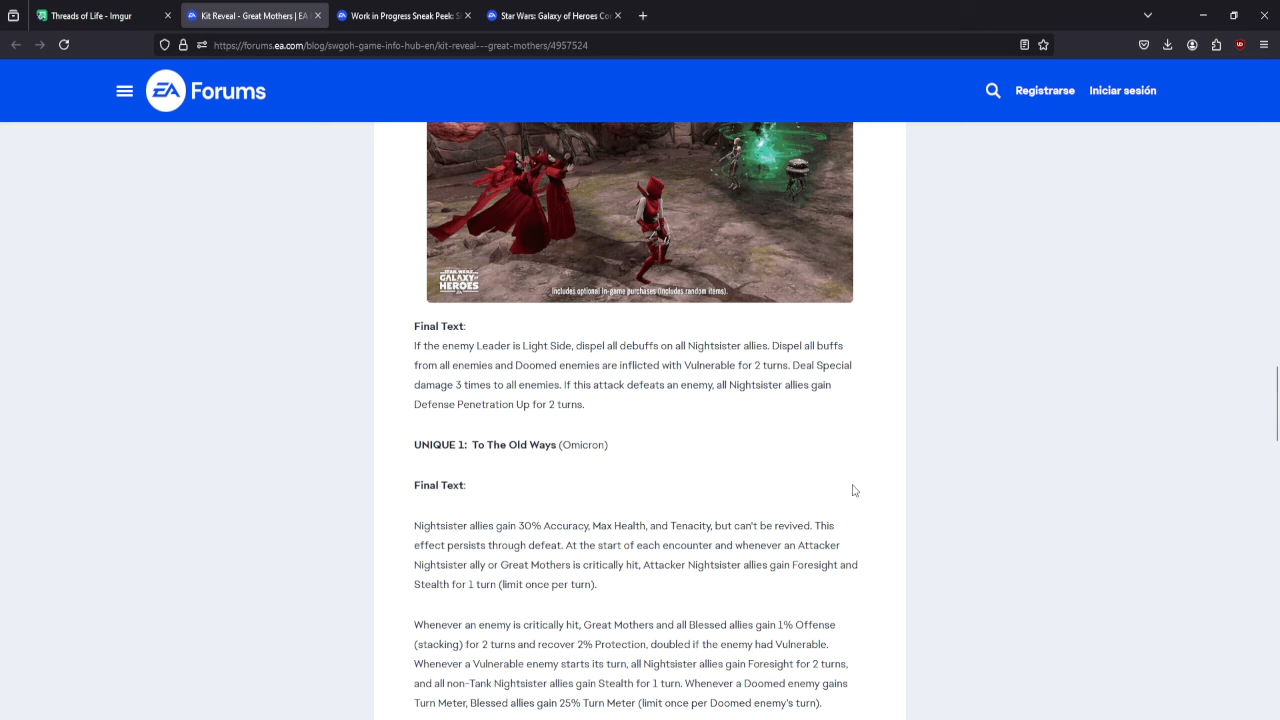 Threads of Life - Imgur
Kit Reveal - Great Mothers | EA
Work in Progress Sneak Peek: S
Star Wars: Galaxy of Heroes Co
https://forums.ea.com/blog/swgoh-game-info-hub-en/kit-reveal---great-mothers/4957524
EA Forums
Registrarse
Iniciar sesión
STAR WARS
GALAXY OF HEROES
Includes optional in-game purchases (includes random items).
Final Text:
If the enemy Leader is Light Side, dispel all debuffs on all Nightsister allies. Dispel all buffs
from all enemies and Doomed enemies are inflicted with Vulnerable for 2 turns. Deal Special
damage 3 times to all enemies. If this attack defeats an enemy, all Nightsister allies gain
Defense Penetration Up for 2 turns.
UNIQUE 1:  To The Old Ways (Omicron)
Final Text:
Nightsister allies gain 30% Accuracy, Max Health, and Tenacity, but can't be revived. This
effect persists through defeat. At the start of each encounter and whenever an Attacker
Nightsister ally or Great Mothers is critically hit, Attacker Nightsister allies gain Foresight and
Stealth for 1 turn (limit once per turn).
Whenever an enemy is critically hit, Great Mothers and all Blessed allies gain 1% Offense
(stacking) for 2 turns and recover 2% Protection, doubled if the enemy had Vulnerable.
Whenever a Vulnerable enemy starts its turn, all Nightsister allies gain Foresight for 2 turns,
and all non-Tank Nightsister allies gain Stealth for 1 turn. Whenever a Doomed enemy gains
Turn Meter, Blessed allies gain 25% Turn Meter (limit once per Doomed enemy's turn).